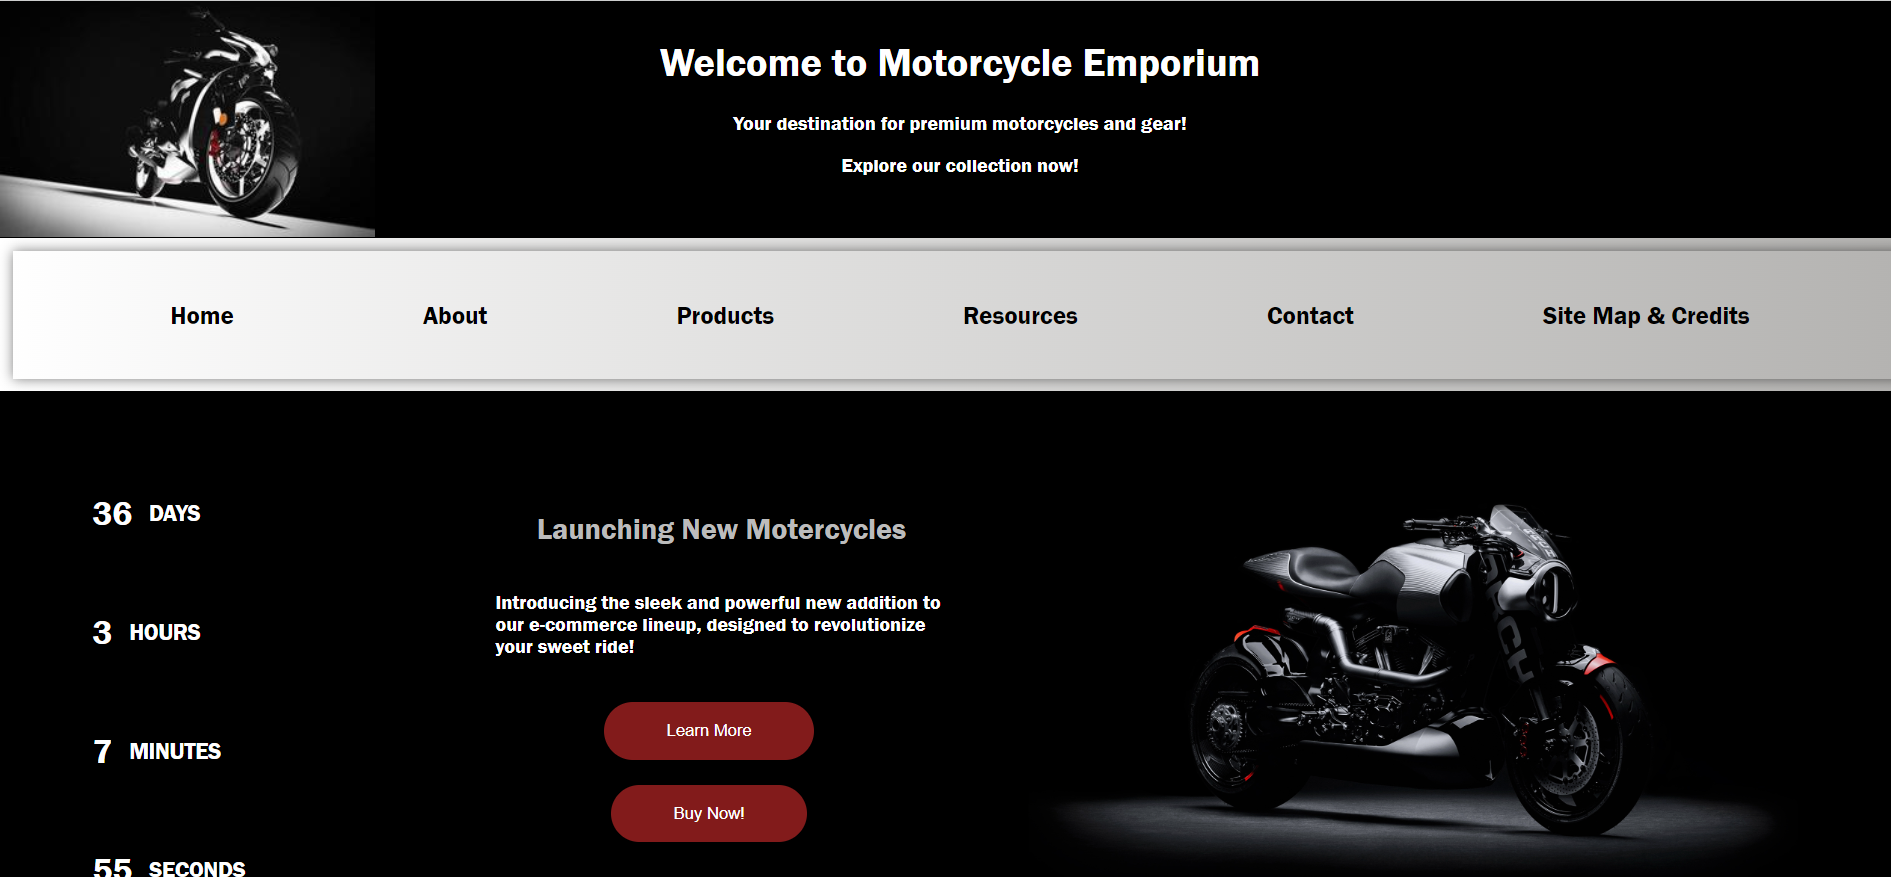 Welcome to Motorcycle Emporium
Your destination for premium motorcycles and gear!
Explore our collection now!
Home
About
Products
Resources
Contact
Site Map & Credits
36 DAYS
3 HOURS
7 MINUTES
55 SECONDS
Launching New Motercycles
Introducing the sleek and powerful new addition to
our e-commerce lineup, designed to revolutionize
your sweet ride!
Learn More
Buy Now!